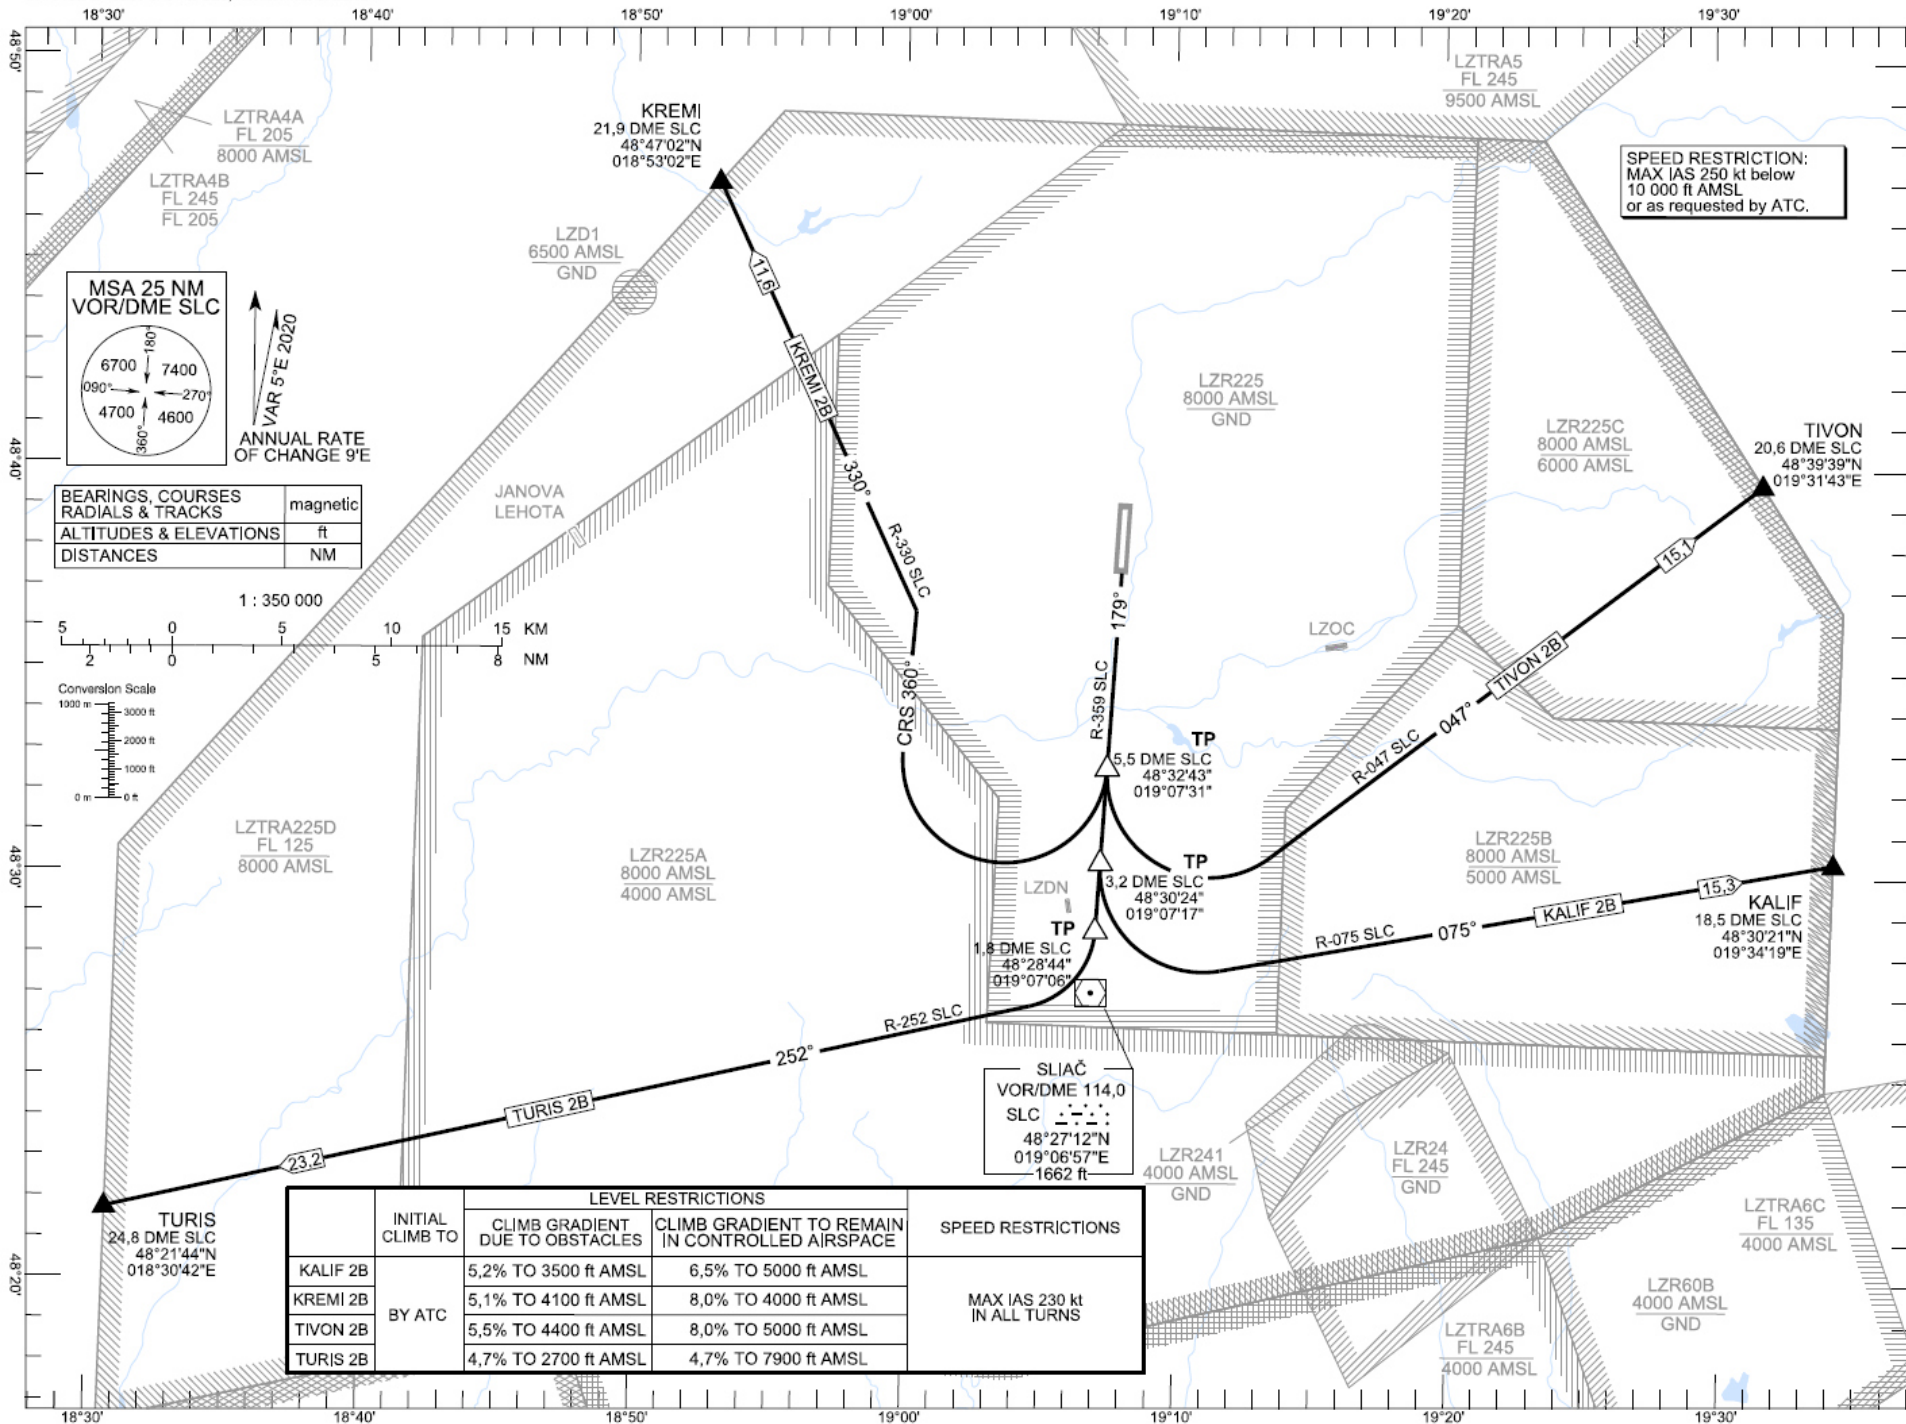 18°30'
18°40'
18°50'
19°00'
19°10'
19°20'
19°30'
48°50'
LZTRA5
FL 245
9500 AMSL
KREMI
21,9 DME SLC
48°47'02"N
018°53'02"E
LZTRA4A
FL 205
8000 AMSL
LZTRA4B
FL 245
FL 205
SPEED RESTRICTION:
MAX IAS 250 kt below
10 000 ft AMSL
or as requested by ATC.
LZD1
6500 AMSL
GND
MSA 25 NM
VOR/DME SLC
180°
6700
7400
090°
270°
4700
4600
360°
VAR 5°E 2020
ANNUAL RATE
OF CHANGE 9'E
11,6
KREMI 2B
330°
R-330 SLC
CRS 360°
LZR225
8000 AMSL
GND
LZR225C
8000 AMSL
6000 AMSL
TIVON
20,6 DME SLC
48°39'39"N
019°31'43"E
48°40'
BEARINGS, COURSES
RADIALS & TRACKS
magnetic
ALTITUDES & ELEVATIONS
ft
DISTANCES
NM
JANOVA
LEHOTA
1 : 350 000
5 0 5 10 15 KM
2 0 5 8 NM
Conversion Scale
1000 m
3000 ft
2000 ft
1000 ft
0 m
0 ft
179°
R-359 SLC
LZOC
15,1
TIVON 2B
047°
R-047 SLC
TP
5,5 DME SLC
48°32'43"
019°07'31"
LZTRA225D
FL 125
8000 AMSL
LZR225A
8000 AMSL
4000 AMSL
LZR225B
8000 AMSL
5000 AMSL
48°30'
LZDN
TP
3,2 DME SLC
48°30'24"
019°07'17"
TP
1,8 DME SLC
48°28'44"
019°07'06"
R-075 SLC
075°
KALIF 2B
15,3
KALIF
18,5 DME SLC
48°30'21"N
019°34'19"E
R-252 SLC
252°
TURIS 2B
23,2
SLIAČ
VOR/DME 114,0
SLC
48°27'12"N
019°06'57"E
1662 ft
LZR241
4000 AMSL
GND
LZR24
FL 245
GND
LZTRA6C
FL 135
4000 AMSL
LZR60B
4000 AMSL
GND
LZTRA6B
FL 245
4000 AMSL
TURIS
24,8 DME SLC
48°21'44"N
018°30'42"E
48°20'
INITIAL
CLIMB TO
LEVEL RESTRICTIONS
CLIMB GRADIENT
DUE TO OBSTACLES
CLIMB GRADIENT TO REMAIN
IN CONTROLLED AIRSPACE
SPEED RESTRICTIONS
KALIF 2B
5,2% TO 3500 ft AMSL
6,5% TO 5000 ft AMSL
KREMI 2B
5,1% TO 4100 ft AMSL
8,0% TO 4000 ft AMSL
TIVON 2B
5,5% TO 4400 ft AMSL
8,0% TO 5000 ft AMSL
TURIS 2B
4,7% TO 2700 ft AMSL
4,7% TO 7900 ft AMSL
BY ATC
MAX IAS 230 kt
IN ALL TURNS
18°30'
18°40'
18°50'
19°00'
19°10'
19°20'
19°30'